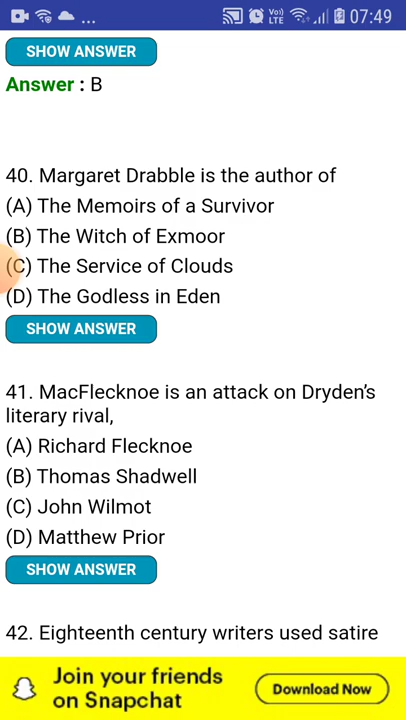 ... Vo) LTE 07:49
SHOW ANSWER
Answer : B
40. Margaret Drabble is the author of
(A) The Memoirs of a Survivor
(B) The Witch of Exmoor
(C) The Service of Clouds
(D) The Godless in Eden
SHOW ANSWER
41. MacFlecknoe is an attack on Dryden’s
literary rival,
(A) Richard Flecknoe
(B) Thomas Shadwell
(C) John Wilmot
(D) Matthew Prior
SHOW ANSWER
42. Eighteenth century writers used satire
Join your friends
on Snapchat
Download Now